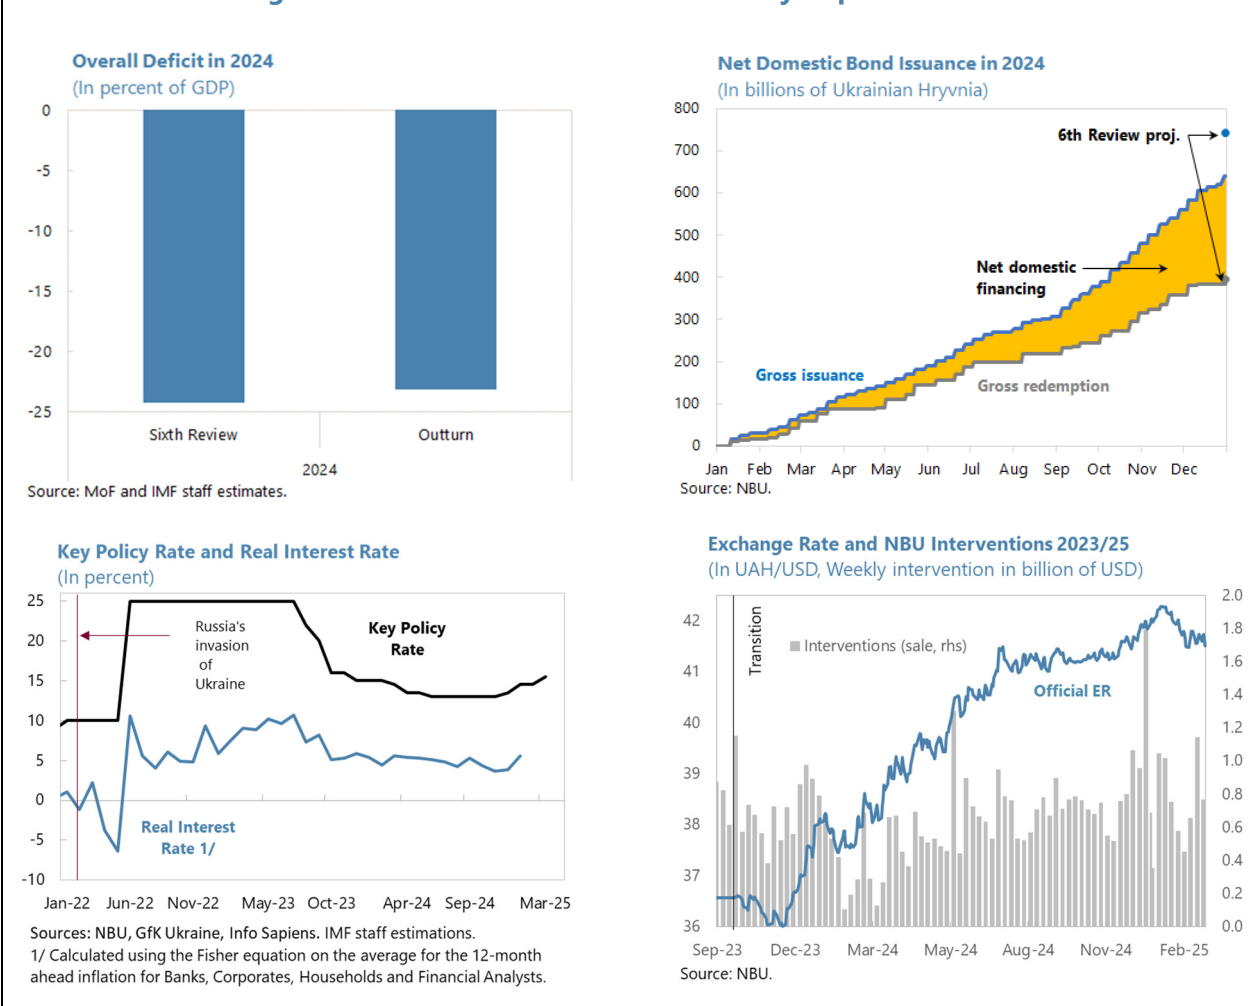 Overall Deficit in 2024
(In percent of GDP)
0
-5
-10
-15
-20
-25
Sixth Review
Outturn
2024
Source: MoF and IMF staff estimates.
Net Domestic Bond Issuance in 2024
(In billions of Ukrainian Hryvnia)
800
700
600
500
400
300
200
100
0
6th Review proj.
Net domestic
financing
Gross issuance
Gross redemption
Jan Feb Mar Apr May Jun Jul Aug Sep Oct Nov Dec
Source: NBU.
Key Policy Rate and Real Interest Rate
(In percent)
25
20
15
10
5
0
-5
-10
Russia's
invasion
of
Ukraine
Key Policy
Rate
Real Interest
Rate 1/
Jan-22 Jun-22 Nov-22 May-23 Oct-23 Apr-24 Sep-24 Mar-25
Sources: NBU, GfK Ukraine, Info Sapiens. IMF staff estimations.
1/ Calculated using the Fisher equation on the average for the 12-month
ahead inflation for Banks, Corporates, Households and Financial Analysts.
Exchange Rate and NBU Interventions 2023/25
(In UAH/USD, Weekly intervention in billion of USD)
42
41
40
39
38
37
36
Transition
Interventions (sale, rhs)
Official ER
2.0
1.8
1.6
1.4
1.2
1.0
0.8
0.6
0.4
0.2
0.0
Sep-23 Dec-23 Mar-24 May-24 Aug-24 Nov-24 Feb-25
Source: NBU.